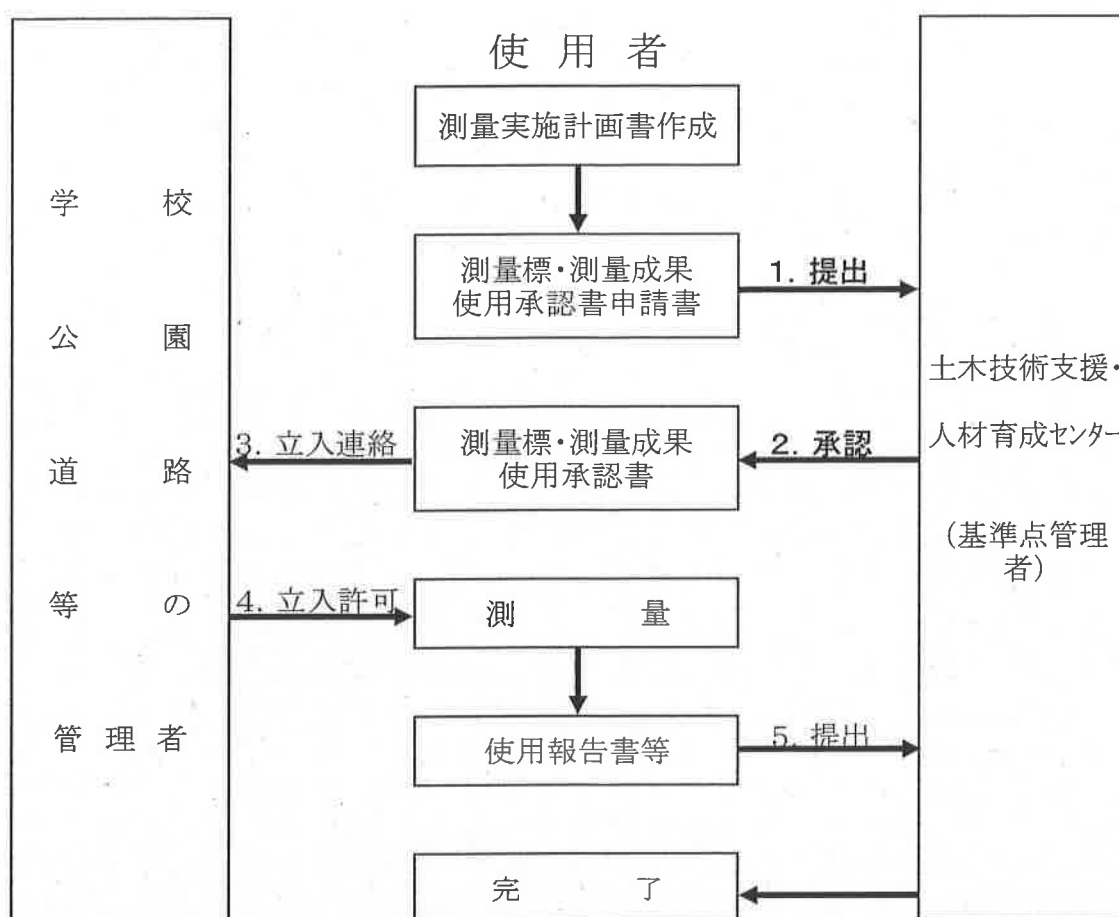 使用者
測量実施計画書作成
測量標・測量成果
使用承認書申請書
1. 提出
測量標・測量成果
使用承認書
2. 承認
3. 立入連絡
4. 立入許可
測量
使用報告書等
5. 提出
完了
学校
公園
道路
等の
管理者
土木技術支援・
人材育成センター
(基準点管理
者)